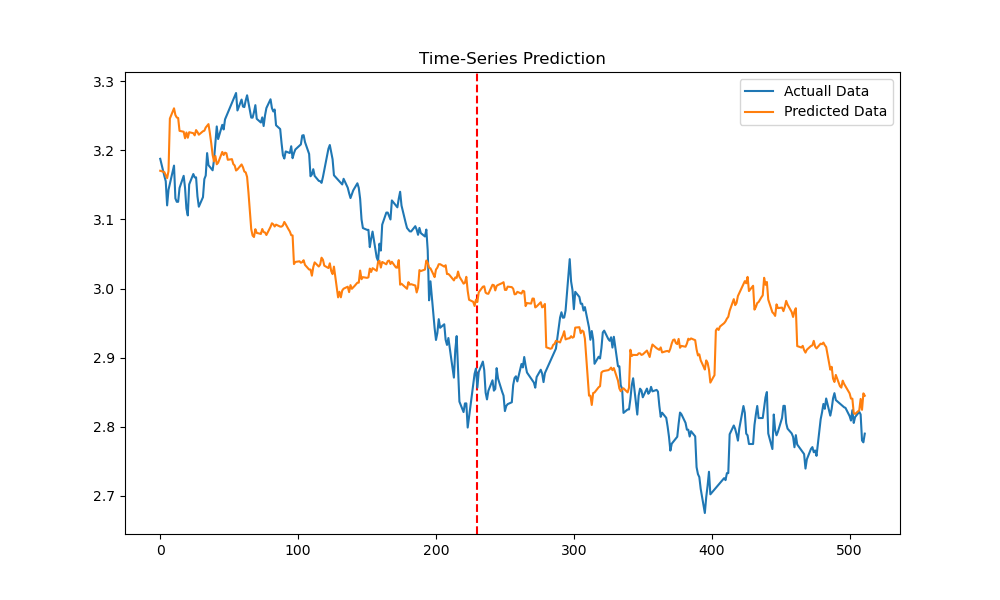 Time-Series Prediction
Actuall Data
Predicted Data
3.3
3.2
3.1
3.0
2.9
2.8
2.7
0 100 200 300 400 500